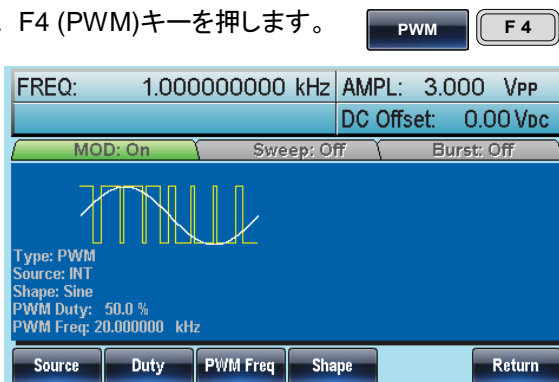 . F4 (PWM)キーを押します。 PWM F 4
FREQ: 1.000000000 kHz AMPL: 3.000 VPP
DC Offset: 0.00 VDC
MOD: On Sweep: Off Burst: Off
Type: PWM
Source: INT
Shape: Sine
PWM Duty: 50.0 %
PWM Freq: 20.000000 kHz
Source Duty PWM Freq Shape Return